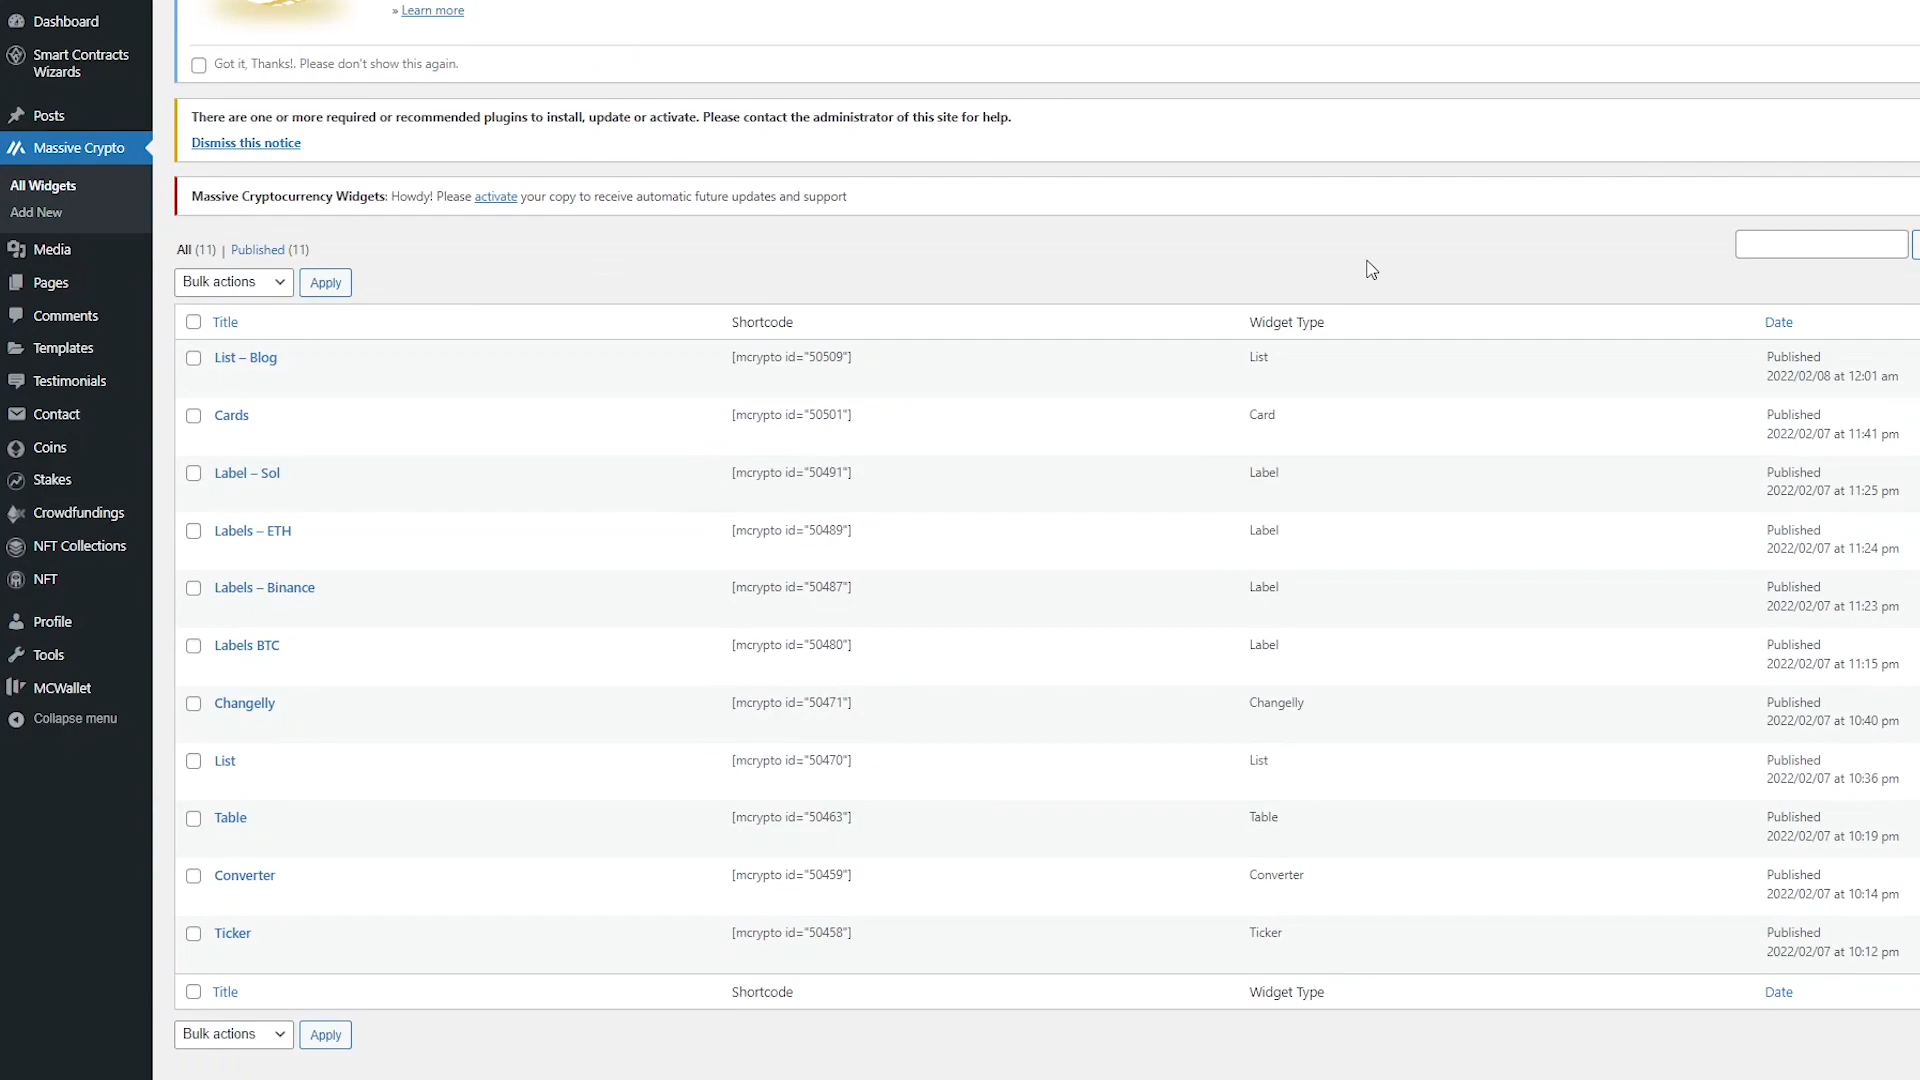 Dashboard
Smart Contracts
Wizards
Posts
Massive Crypto
All Widgets
Add New
Media
Pages
Comments
Templates
Testimonials
Contact
Coins
Stakes
Crowdfundings
NFT Collections
NFT
Profile
Tools
MCWallet
Collapse menu
» Learn more
Got it, Thanks!. Please don't show this again.
There are one or more required or recommended plugins to install, update or activate. Please contact the administrator of this site for help.
Dismiss this notice
Massive Cryptocurrency Widgets: Howdy! Please activate your copy to receive automatic future updates and support
All (11) | Published (11)
Bulk actions Apply
Title Shortcode Widget Type Date
List – Blog [mcrypto id="50509"] List Published
2022/02/08 at 12:01 am
Cards [mcrypto id="50501"] Card Published
2022/02/07 at 11:41 pm
Label – Sol [mcrypto id="50491"] Label Published
2022/02/07 at 11:25 pm
Labels – ETH [mcrypto id="50489"] Label Published
2022/02/07 at 11:24 pm
Labels – Binance [mcrypto id="50487"] Label Published
2022/02/07 at 11:23 pm
Labels BTC [mcrypto id="50480"] Label Published
2022/02/07 at 11:15 pm
Changelly [mcrypto id="50471"] Changelly Published
2022/02/07 at 10:40 pm
List [mcrypto id="50470"] List Published
2022/02/07 at 10:36 pm
Table [mcrypto id="50463"] Table Published
2022/02/07 at 10:19 pm
Converter [mcrypto id="50459"] Converter Published
2022/02/07 at 10:14 pm
Ticker [mcrypto id="50458"] Ticker Published
2022/02/07 at 10:12 pm
Title Shortcode Widget Type Date
Bulk actions Apply